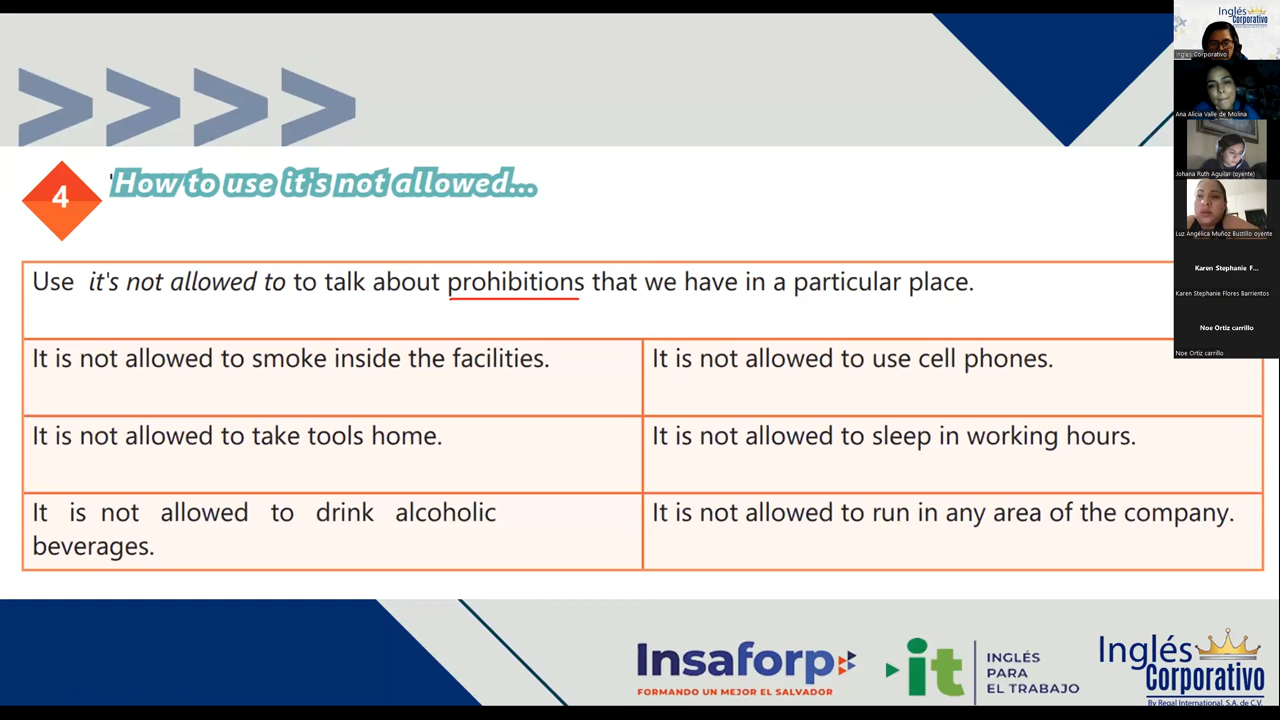 4
How to use it's not allowed...
Use it's not allowed to to talk about prohibitions that we have in a particular place.
It is not allowed to smoke inside the facilities.
It is not allowed to use cell phones.
It is not allowed to take tools home.
It is not allowed to sleep in working hours.
It is not allowed to drink alcoholic
beverages.
It is not allowed to run in any area of the company.
Insaforp
FORMANDO UN MEJOR EL SALVADOR
it
INGLÉS
PARA
EL TRABAJO
Inglés
Corporativo
By Regal International, S.A. de C.V.
Inglés
Corporativo
Inglés Corporativo
Ana Alicia Valle de Molina
Johana Ruth Aguilar (oyente)
Luz Angélica Muñoz Bustillo oyente
Karen Stephanie F...
Karen Stephanie Flores Barrientos
Noe Ortiz carrillo
Noe Ortiz carrillo